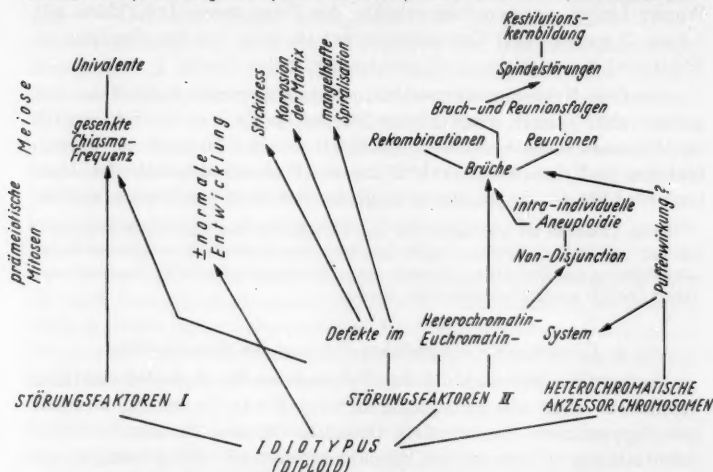 Restitutions-
kernbildung
Univalente
Spindelstörungen
Meiose
Stickiness
Korrosion
der Matrix
mangelhafte
Spiralisation
Bruch-und Reunionsfolgen
gesenkte
Chiasma-
Frequenz
Rekombinationen
Reunionen
Brüche
prämeiotische
Mitosen
± normale
Entwicklung
intra-individuelle
Aneuploidie
Pufferwirkung?
Non-Disjunction
Defekte im
Heterochromatin-
Euchromatin-
System
STÖRUNGSFAKTOREN I
STÖRUNGSFAKTOREN II
HETEROCHROMATISCHE
AKZESSOR. CHROMOSOMEN
IDIOTYPUS
(DIPLOID)